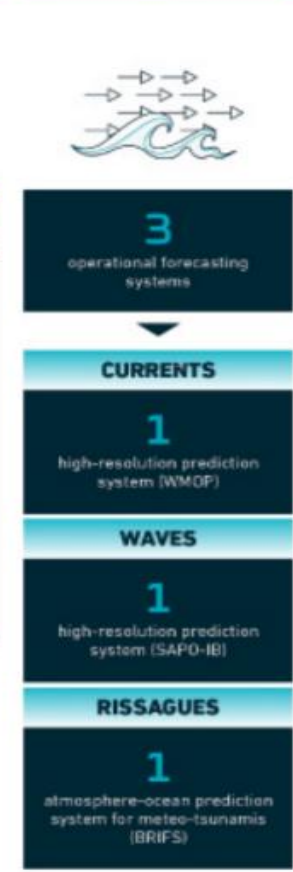 3
operational forecasting
systems
CURRENTS
1
high-resolution prediction
system (WMOP)
WAVES
1
high-resolution prediction
system (SAPO-IB)
RISSAGUES
1
atmosphere-ocean prediction
system for meteo-tsunamis
(BRIFS)